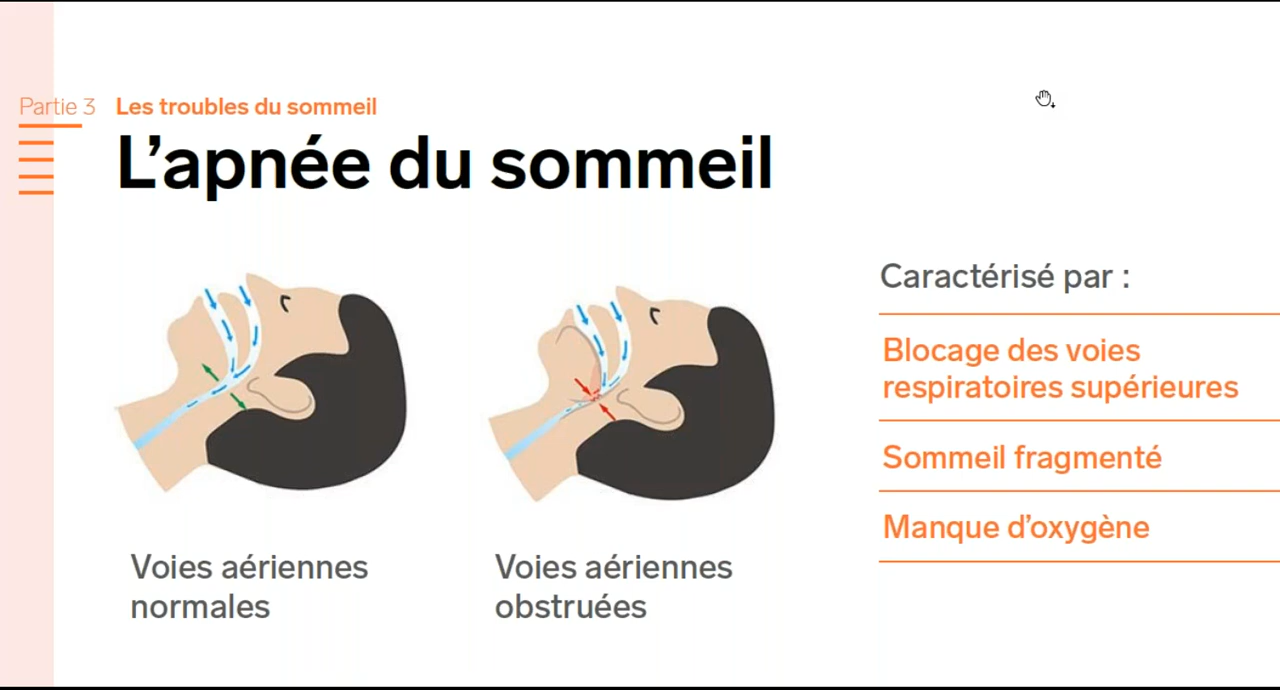 Partie 3 Les troubles du sommeil
L’apnée du sommeil
Caractérisé par :
Blocage des voies
respiratoires supérieures
Sommeil fragmenté
Manque d’oxygène
Voies aériennes
normales
Voies aériennes
obstruées